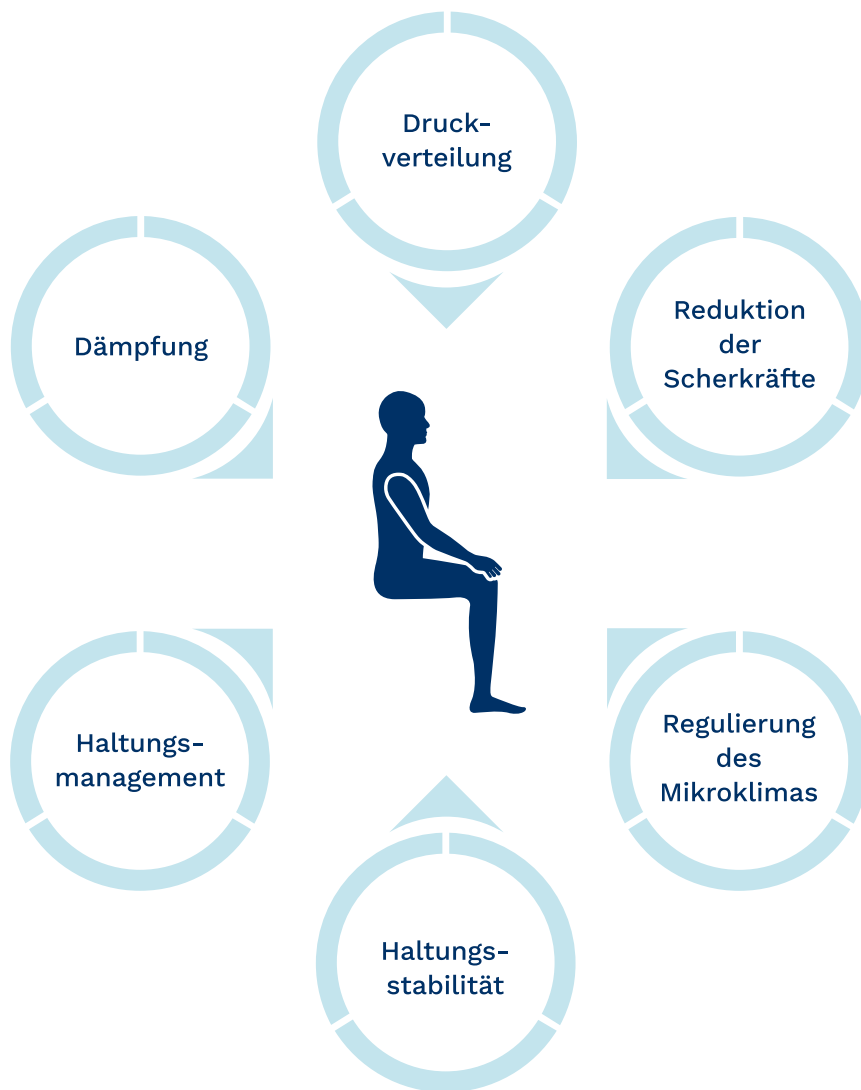 Druck-
verteilung
Dämpfung
Reduktion
der
Scherkräfte
Haltungs-
management
Regulierung
des
Mikroklimas
Haltungs-
stabilität